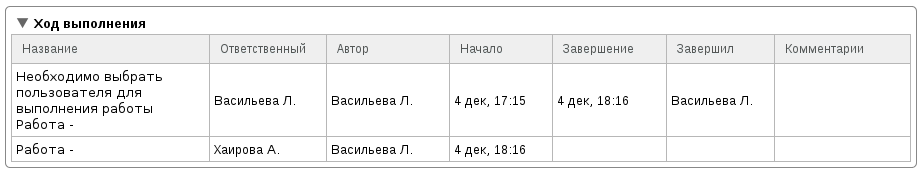 Ход выполнения
Название Ответственный Автор Начало Завершение Завершил Комментарии
Необходимо выбрать
пользователя для
выполнения работы
Работа - Васильева Л. Васильева Л. 4 дек, 17:15 4 дек, 18:16 Васильева Л.
Работа - Хаирова А. Васильева Л. 4 дек, 18:16